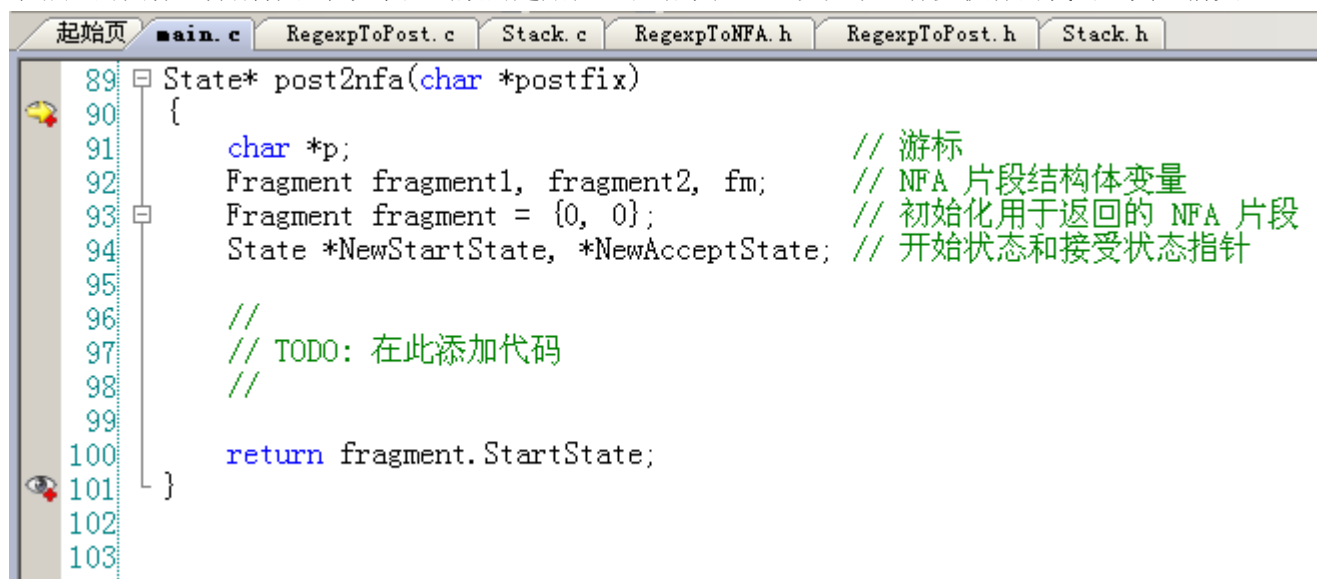 起始页 main.c RegexpToPost.c Stack.c RegexpToNFA.h RegexpToPost.h Stack.h
89 State* post2nfa(char *postfix)
90 {
91 char *p; // 游标
92 Fragment fragment1, fragment2, fm; // NFA 片段结构体变量
93 Fragment fragment = {0, 0}; // 初始化用于返回的 NFA 片段
94 State *NewStartState, *NewAcceptState; // 开始状态和接受状态指针
95
96 //
97 // TODO: 在此添加代码
98 //
99
100 return fragment.StartState;
101 }
102
103